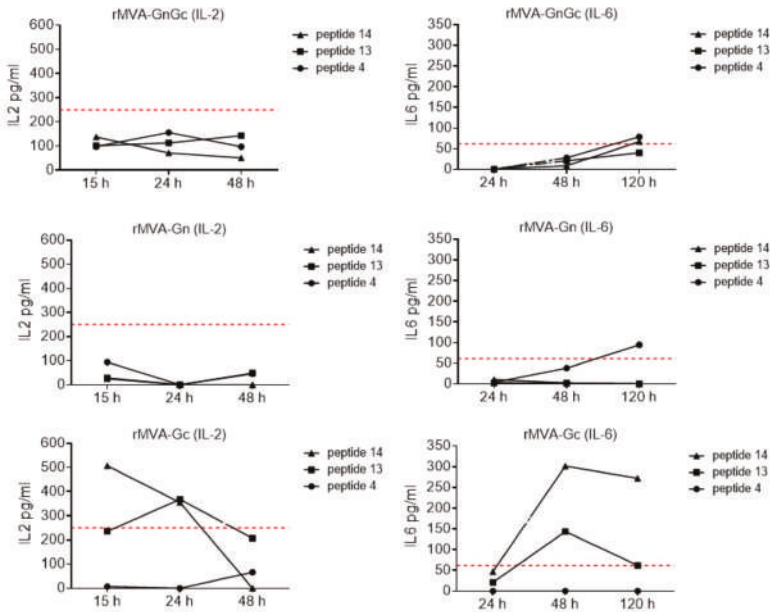 rMVA-GnGc (IL-2)
600
500
400
300
200
100
0
IL2 pg/ml
15 h 24 h 48 h
peptide 14
peptide 13
peptide 4
rMVA-GnGc (IL-6)
350
300
250
200
150
100
50
0
IL6 pg/ml
24 h 48 h 120 h
peptide 14
peptide 13
peptide 4
rMVA-Gn (IL-2)
600
500
400
300
200
100
0
IL2 pg/ml
15 h 24 h 48 h
peptide 14
peptide 13
peptide 4
rMVA-Gn (IL-6)
350
300
250
200
150
100
50
0
IL6 pg/ml
24 h 48 h 120 h
peptide 14
peptide 13
peptide 4
rMVA-Gc (IL-2)
600
500
400
300
200
100
0
IL2 pg/ml
15 h 24 h 48 h
peptide 14
peptide 13
peptide 4
rMVA-Gc (IL-6)
350
300
250
200
150
100
50
0
IL6 pg/ml
24 h 48 h 120 h
peptide 14
peptide 13
peptide 4